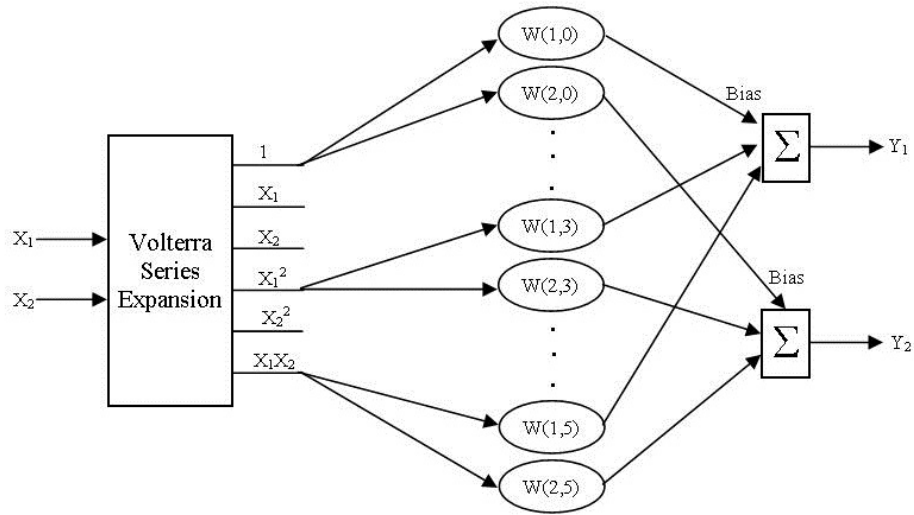 W(1,0)
W(2,0)
Bias
1
Σ
Y₁
X₁
X₁
X₂
W(1,3)
Volterra
Series
Expansion
X₁²
W(2,3)
Bias
X₂
X₂²
Σ
Y₂
X₁X₂
W(1,5)
W(2,5)